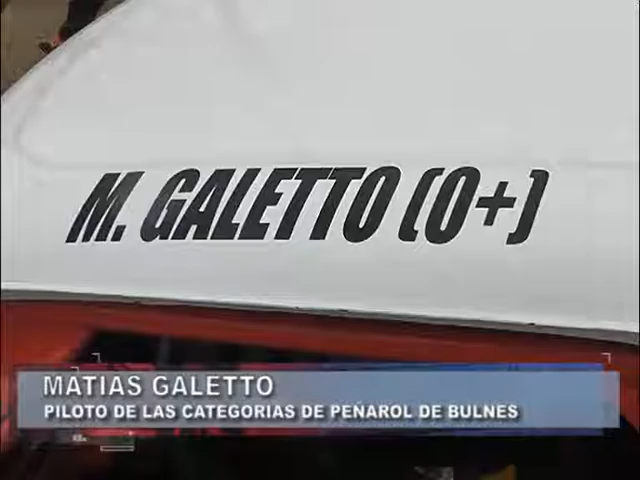 M. GALETTO (0+)
MATIAS GALETTO
PILOTO DE LAS CATEGORIAS DE PEÑAROL DE BULNES